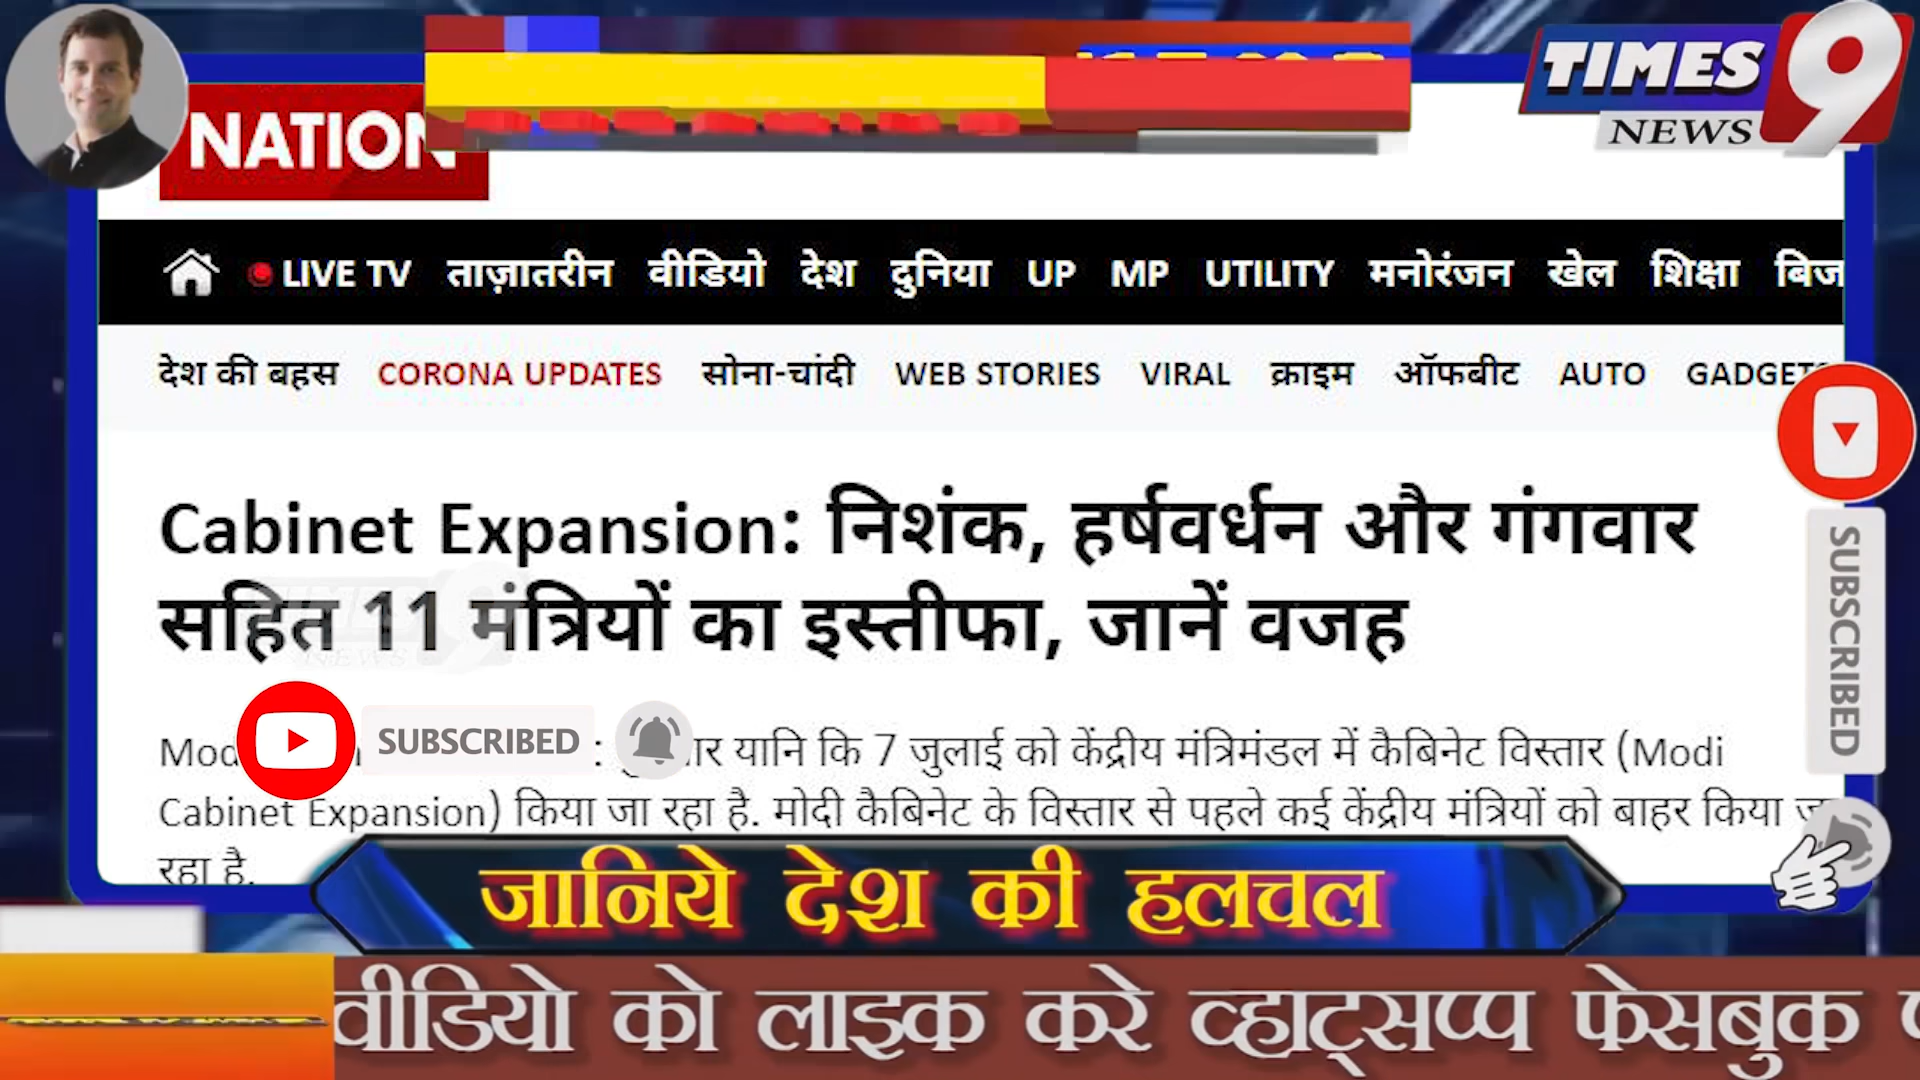 TIMES 9
NEWS
NATION
LIVE TV ताज़ातरीन वीडियो देश दुनिया UP MP UTILITY मनोरंजन खेल शिक्षा बिज
देश की बहस CORONA UPDATES सोना-चांदी WEB STORIES VIRAL क्राइम ऑफबीट AUTO GADGETS
Cabinet Expansion: निशंक, हर्षवर्धन और गंगवार
सहित 11 मंत्रियों का इस्तीफा, जानें वजह
SUBSCRIBED
SUBSCRIBED
यानि कि 7 जुलाई को केंद्रीय मंत्रिमंडल में कैबिनेट विस्तार (Modi
Cabinet Expansion) किया जा रहा है. मोदी कैबिनेट के विस्तार से पहले कई केंद्रीय मंत्रियों को बाहर किया
रहा है.
जानिये देश की हलचल
वीडियो को लाइक करे व्हाट्सप्प फेसबुक